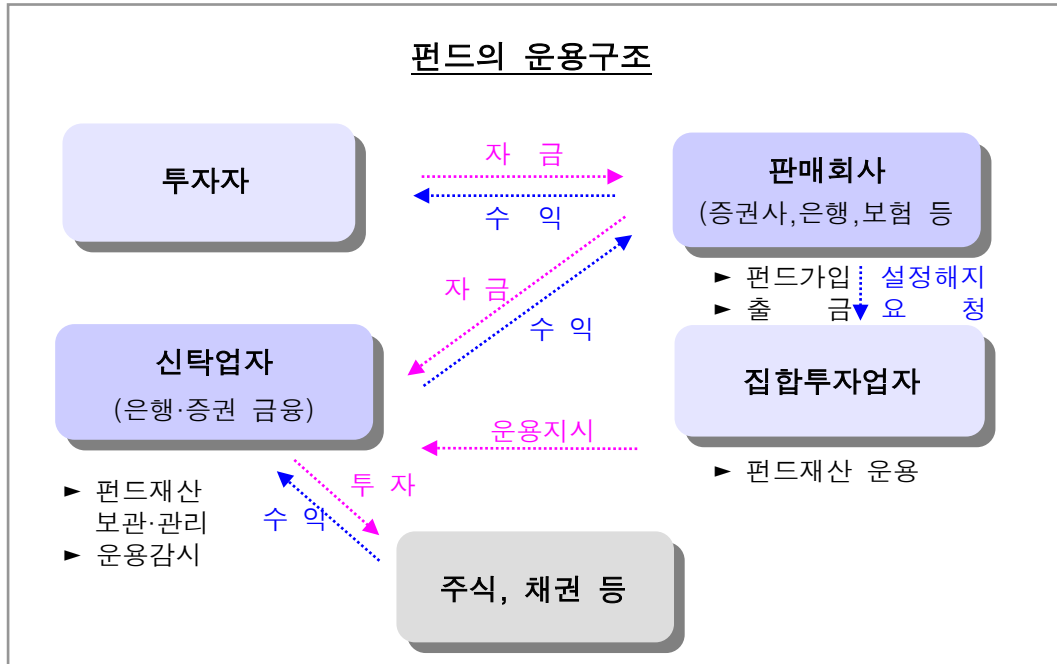 펀드의 운용구조
투자자
자 금
수 익
판매회사
(증권사,은행,보험 등
► 펀드가입
► 출 금
설정해지
요 청
자 금
수 익
신탁업자
(은행·증권 금융)
집합투자업자
운용지시
► 펀드재산 운용
► 펀드재산
보관·관리
► 운용감시
투 자
수 익
주식, 채권 등